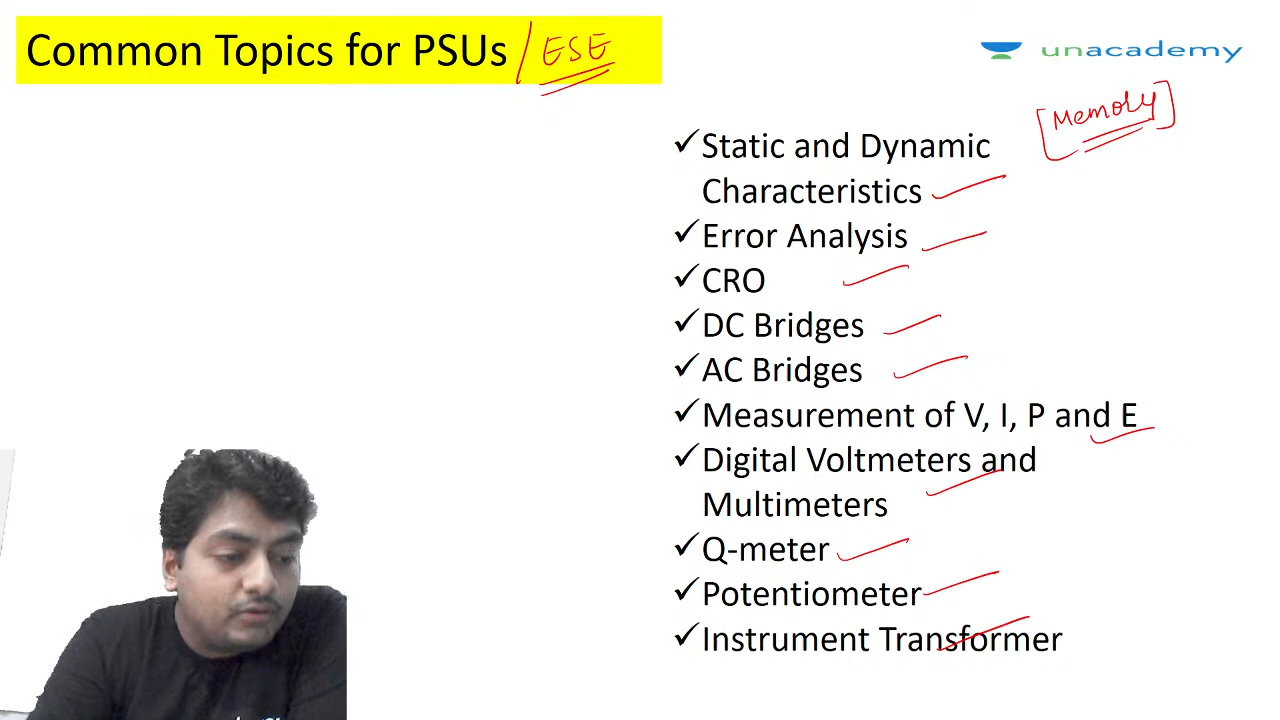 Common Topics for PSUs / ESE
unacademy
[Memory]
Static and Dynamic
Characteristics
Error Analysis
CRO
DC Bridges
AC Bridges
Measurement of V, I, P and E
Digital Voltmeters and
Multimeters
Q-meter
Potentiometer
Instrument Transformer